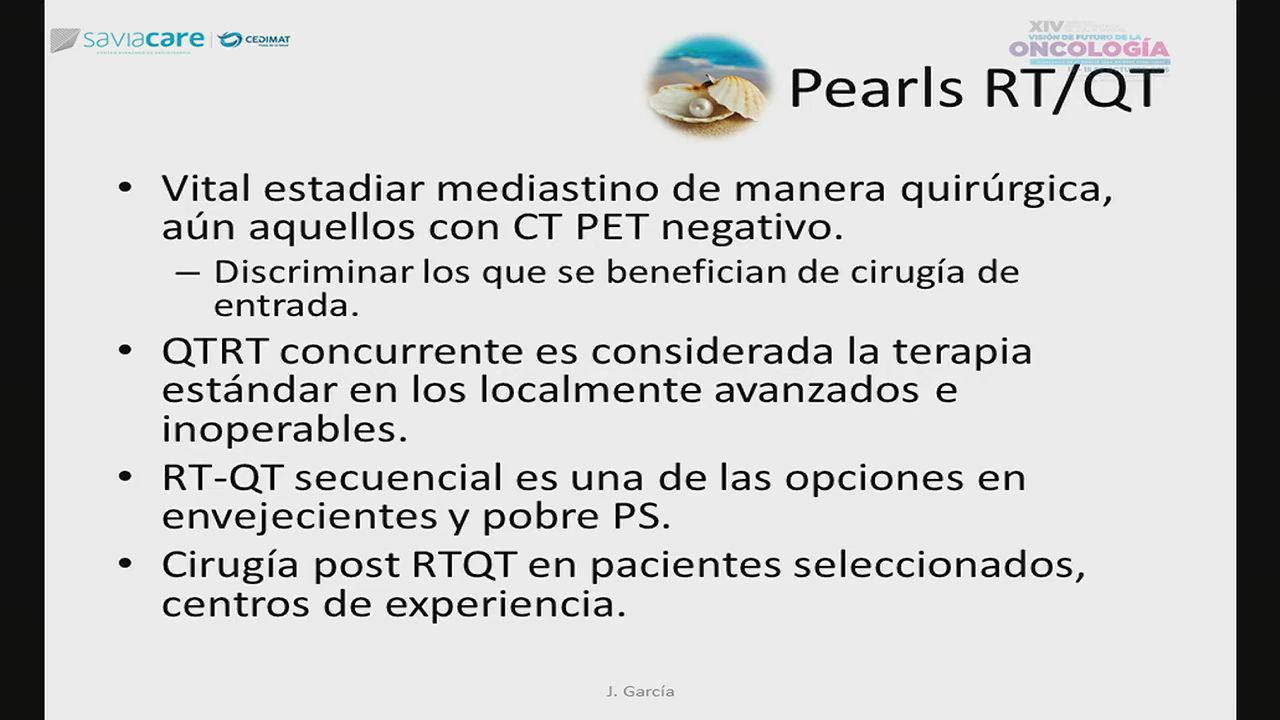 saviacare
CEDIMAT
XIV
VISIÓN DE FUTURO DE LA
ONCOLOGÍA
Pearls RT/QT
• Vital estadiar mediastino de manera quirúrgica,
aún aquellos con CT PET negativo.
– Discriminar los que se benefician de cirugía de
entrada.
• QTRT concurrente es considerada la terapia
estándar en los localmente avanzados e
inoperables.
• RT-QT secuencial es una de las opciones en
envejecientes y pobre PS.
• Cirugía post RTQT en pacientes seleccionados,
centros de experiencia.
J. García